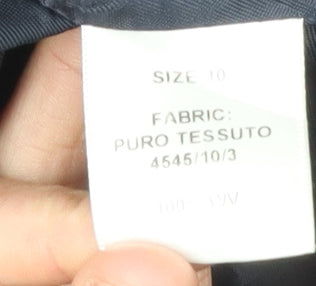 SIZE 10
FABRIC:
PURO TESSUTO
4545/10/3